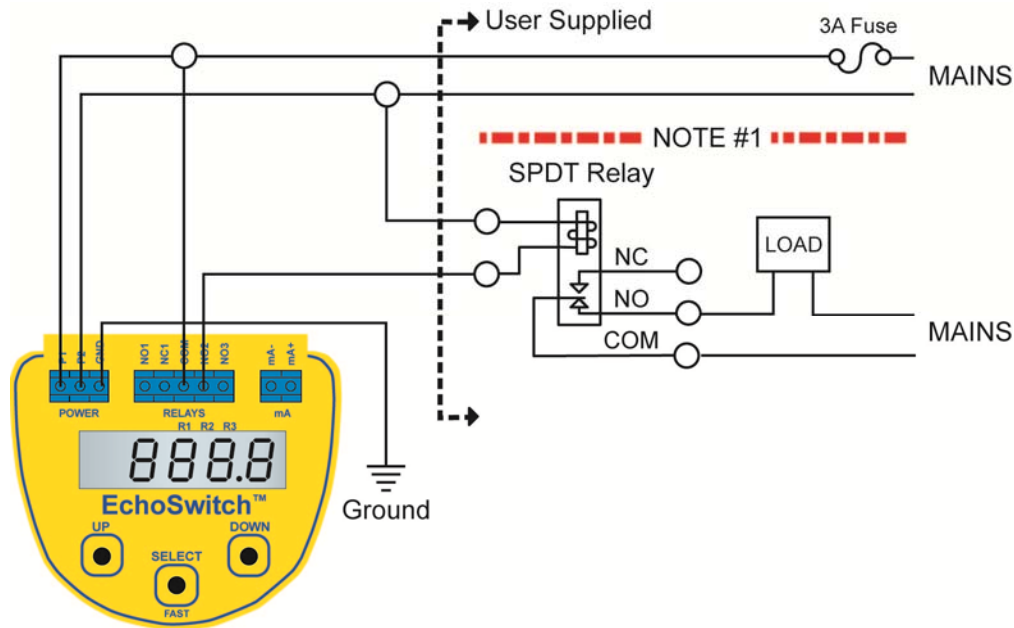 User Supplied
3A Fuse
MAINS
NOTE #1
SPDT Relay
LOAD
NC
NO
COM
MAINS
P1 P2 GND NO1 NC1 COM NO2 NO3 mA- mA+
POWER RELAYS mA
R1 R2 R3
888.8
EchoSwitch™
Ground
UP DOWN
SELECT
FAST